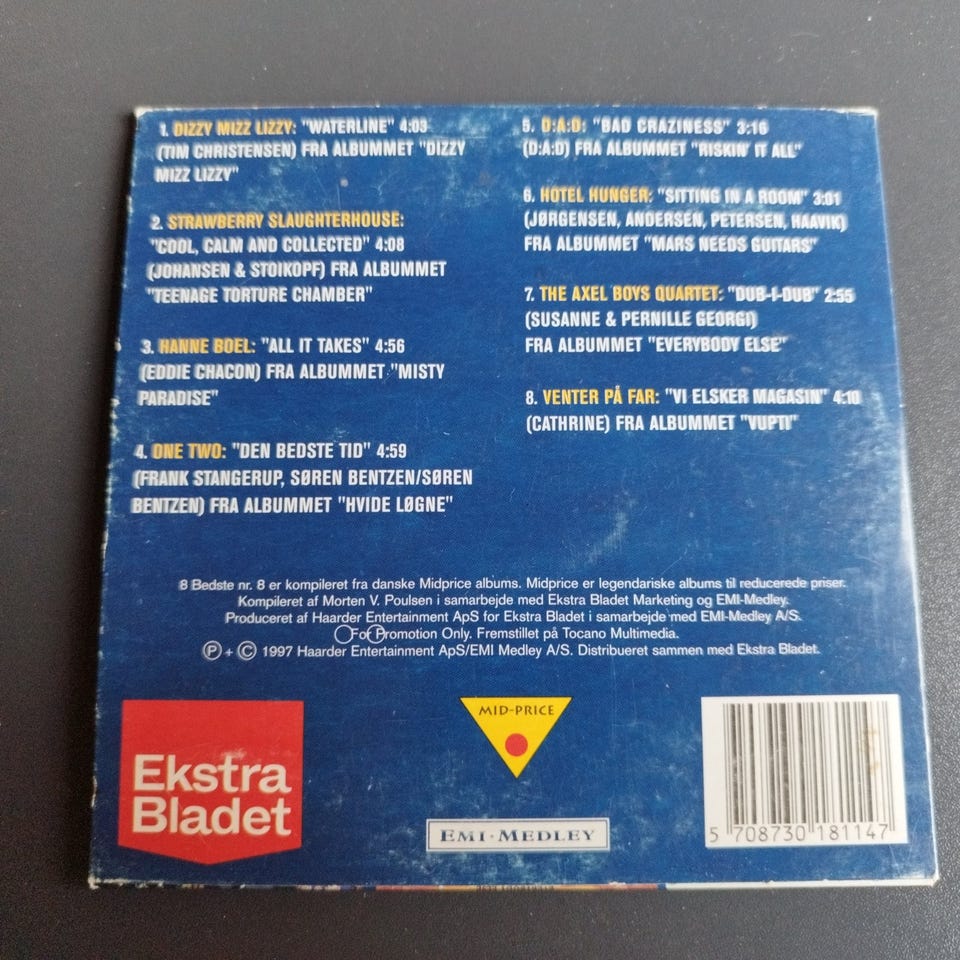 1. DIZZY MIZZ LIZZY: "WATERLINE" 4:03
(TIM CHRISTENSEN) FRA ALBUMMET "DIZZY
MIZZ LIZZY"
2. STRAWBERRY SLAUGHTERHOUSE:
"COOL, CALM AND COLLECTED" 4:08
(JOHANSEN & STOIKOPF) FRA ALBUMMET
"TEENAGE TORTURE CHAMBER"
3. HANNE BOEL: "ALL IT TAKES" 4:56
(EDDIE CHACON) FRA ALBUMMET "MISTY
PARADISE"
4. ONE TWO: "DEN BEDSTE TID" 4:59
(FRANK STANGERUP, SØREN BENTZEN/SØREN
BENTZEN) FRA ALBUMMET "HVIDE LØGNE"
5. D:A:D: "BAD CRAZINESS" 3:16
(D:A:D) FRA ALBUMMET "RISKIN' IT ALL"
6. HOTEL HUNGER: "SITTING IN A ROOM" 3:01
(JØRGENSEN, ANDERSEN, PETERSEN, HAAVIK)
FRA ALBUMMET "MARS NEEDS GUITARS"
7. THE AXEL BOYS QUARTET: "DUB-I-DUB" 2:55
(SUSANNE & PERNILLE GEORGI)
FRA ALBUMMET "EVERYBODY ELSE"
8. VENTER PÅ FAR: "VI ELSKER MAGASIN" 4:10
(CATHRINE) FRA ALBUMMET "VUPTI"
8 Bedste nr. 8 er kompileret fra danske Midprice albums. Midprice er legendariske albums til reducerede priser.
Kompileret af Morten V. Poulsen i samarbejde med Ekstra Bladet Marketing og EMI-Medley.
Produceret af Haarder Entertainment ApS for Ekstra Bladet i samarbejde med EMI-Medley A/S.
For Promotion Only. Fremstillet på Tocano Multimedia.
Ⓟ + © 1997 Haarder Entertainment ApS/EMI Medley A/S. Distribueret sammen med Ekstra Bladet.
Ekstra
Bladet
MID-PRICE
EMI·MEDLEY
5 708730 181147